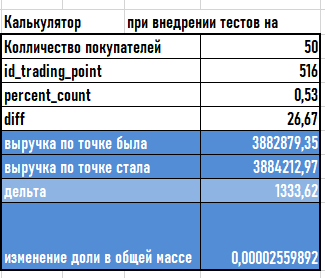 Калькулятор при внедрении тестов на
Колличество покупателей 50
id_trading_point 516
percent_count 0,53
diff 26,67
выручка по точке была 3882879,35
выручка по точке стала 3884212,97
дельта 1333,62
изменение доли в общей массе 0,00002559892